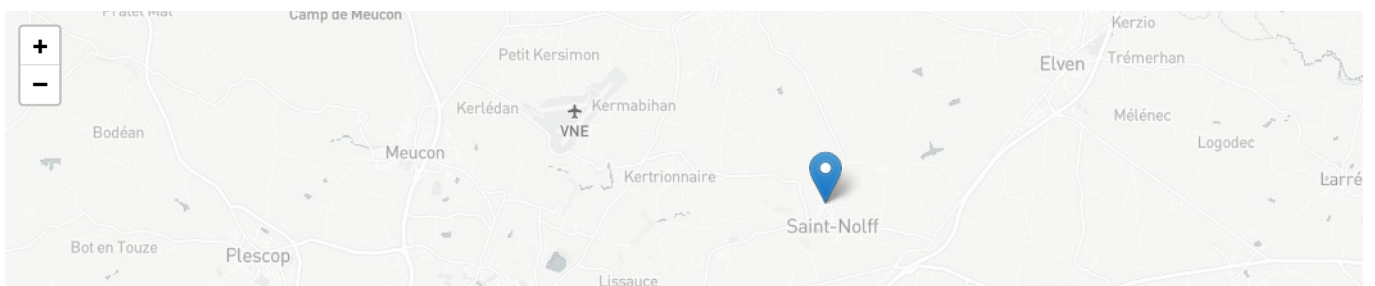 Camp de Meucon
Kerzio
+
Petit Kersimon
Elven
Trémerhan
−
Kerlédan
Kermabihan
Mélénec
VNE
Bodéan
Logodec
Meucon
Kertrionnaire
Larré
Saint-Nolff
Bot en Touze
Plescop
Lissauce